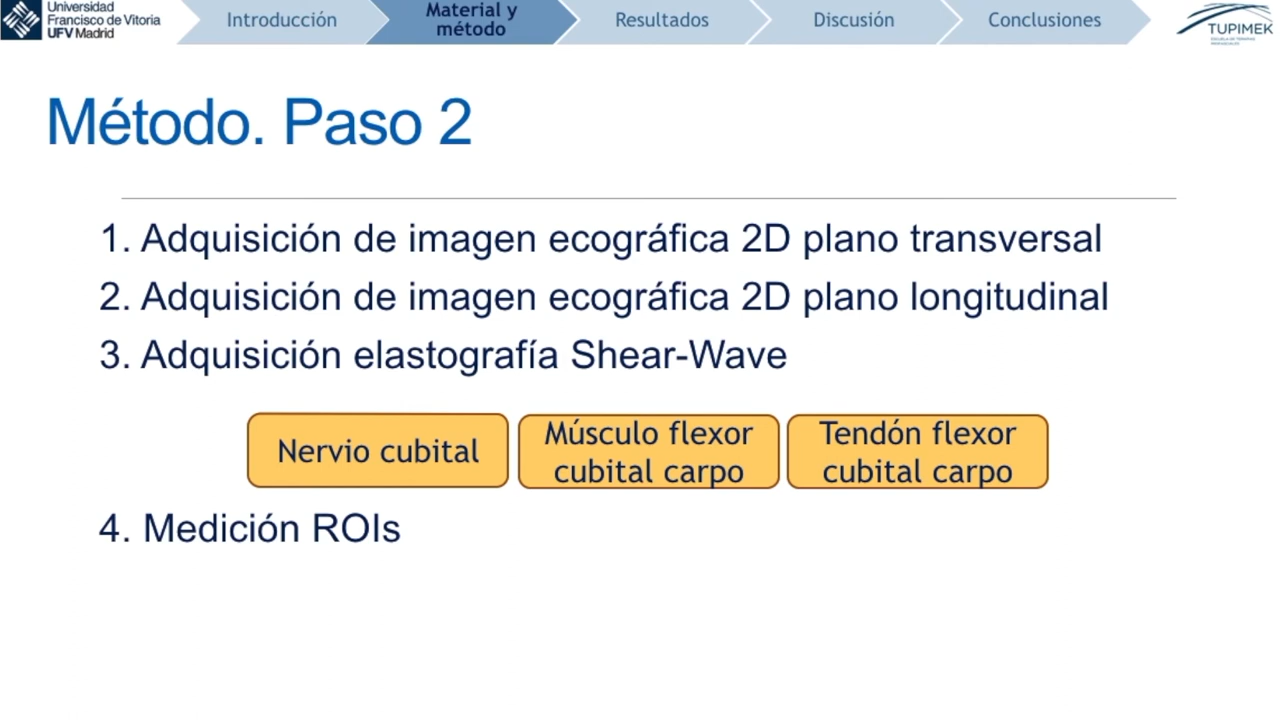 Universidad
Francisco de Vitoria
UFV Madrid
Introducción
Material y
método
Resultados
Discusión
Conclusiones
TUPIMEK
Método. Paso 2
1. Adquisición de imagen ecográfica 2D plano transversal
2. Adquisición de imagen ecográfica 2D plano longitudinal
3. Adquisición elastografía Shear-Wave
Nervio cubital
Músculo flexor
cubital carpo
Tendón flexor
cubital carpo
4. Medición ROIs